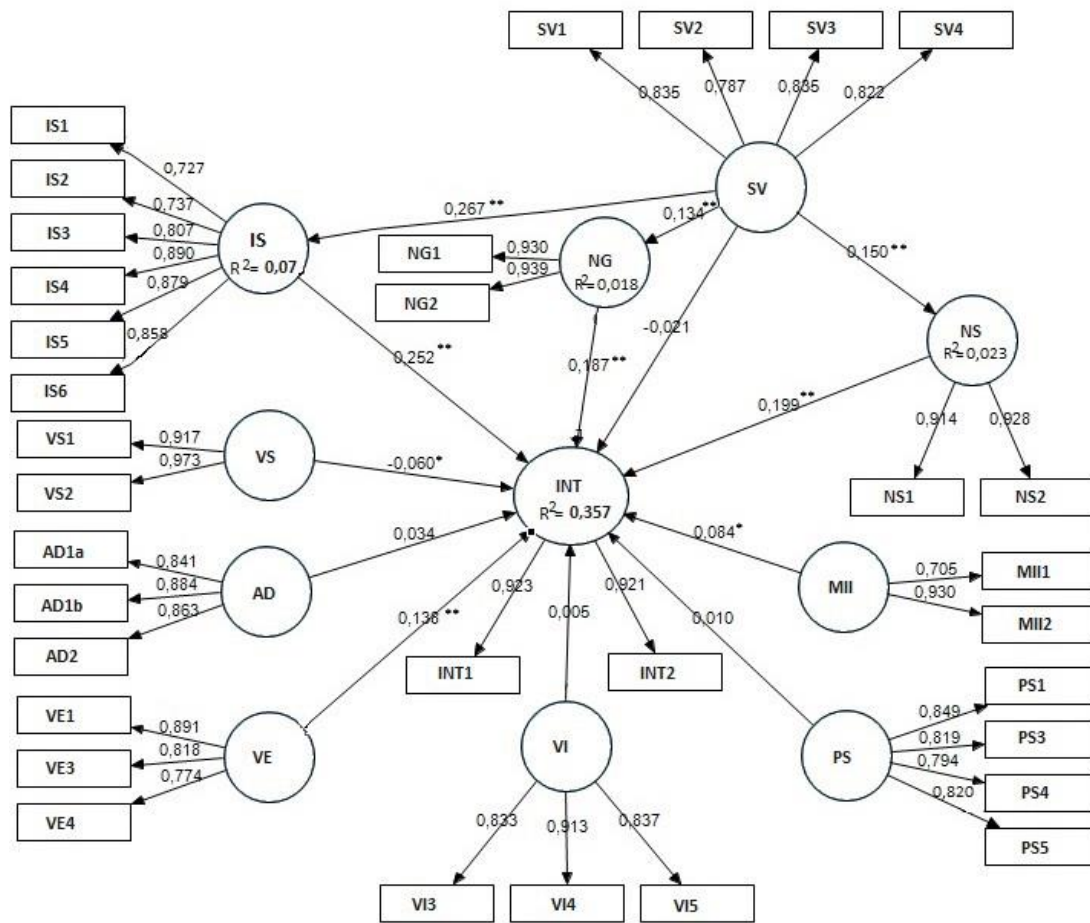 SV1
SV2
SV3
SV4
0,835
0,787
0,835
0,822
SV
IS1
IS2
IS3
IS4
IS5
IS6
0,727
0,737
0,807
0,890
0,879
0,858
IS
R²= 0,07
0,267**
0,134**
0,150**
-0,021
NG1
NG2
0,930
0,939
NG
R²=0,018
NS
R²=0,023
0,914
0,928
NS1
NS2
0,252**
0,187**
0,199**
VS1
VS2
0,917
0,973
VS
-0,060*
INT
R²= 0,357
AD1a
AD1b
AD2
0,841
0,884
0,863
AD
0,034
0,923
0,921
INT1
INT2
0,084*
MII
0,705
0,930
MII1
MII2
VE1
VE3
VE4
0,891
0,818
0,774
VE
0,138**
0,005
VI
0,833
0,913
0,837
VI3
VI4
VI5
0,010
PS
0,849
0,819
0,794
0,820
PS1
PS3
PS4
PS5